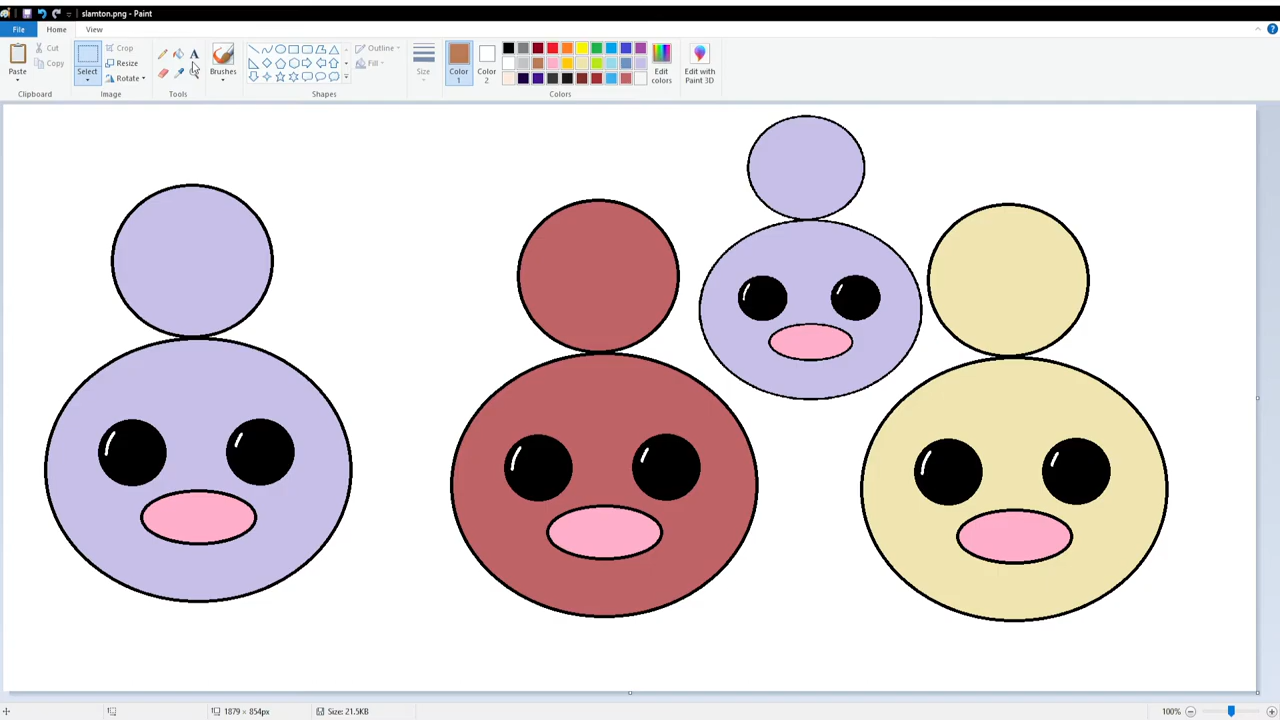 slamton.png - Paint
File Home View
Paste Cut Copy Clipboard
Select Crop Resize Rotate Image
A Tools
Brushes
Outline Fill Shapes
Size
Color 1
Color 2
Edit colors Colors
Edit with Paint 3D
1879 × 854px Size: 21.5KB 100%